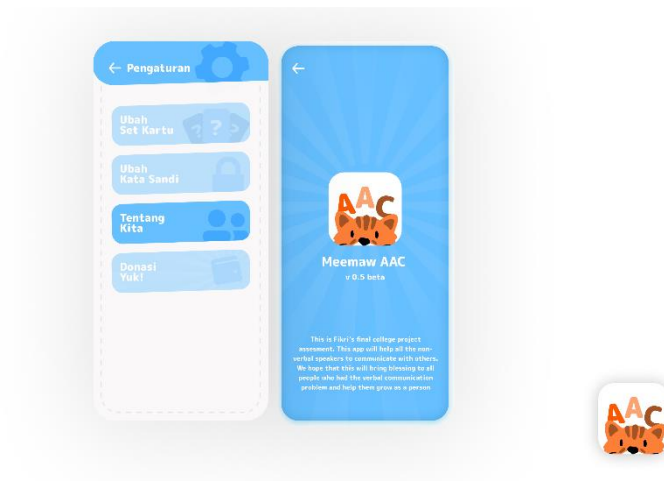 ← Pengaturan
Ubah
Set Kartu
? ? ?
Ubah
Kata Sandi
Tentang
Kita
Donasi
Yuk!
←
AAC
Meemaw AAC
v 0.5 beta
This is Fikri's final college project
assesment. This app will help all the non-
verbal speakers to communicate with others.
We hope that this will bring blessing to all
people who had the verbal communication
problem and help them grow as a person
AAC